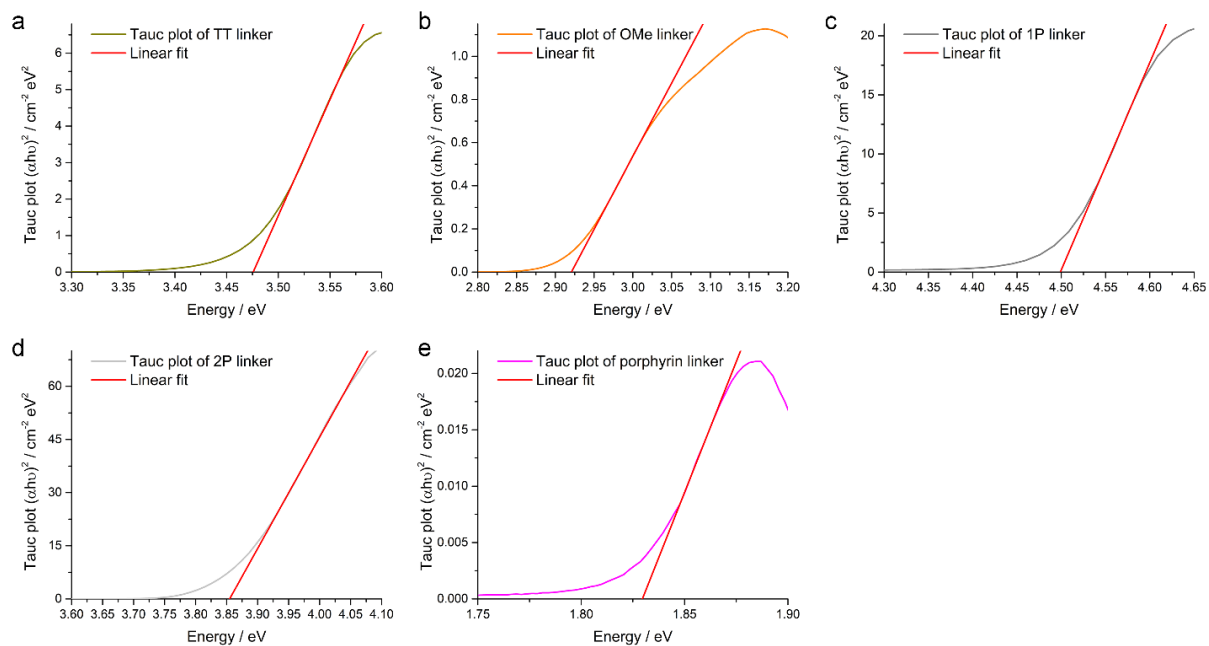 a
Tauc plot of TT linker
Linear fit
Tauc plot (αhυ)² / cm⁻² eV²
6
5
4
3
2
1
0
3.30 3.35 3.40 3.45 3.50 3.55 3.60
Energy / eV
b
Tauc plot of OMe linker
Linear fit
Tauc plot (αhυ)² / cm⁻² eV²
1.0
0.8
0.6
0.4
0.2
0.0
2.80 2.85 2.90 2.95 3.00 3.05 3.10 3.15 3.20
Energy / eV
c
Tauc plot of 1P linker
Linear fit
Tauc plot (αhυ)² / cm⁻² eV²
20
15
10
5
0
4.30 4.35 4.40 4.45 4.50 4.55 4.60 4.65
Energy / eV
d
Tauc plot of 2P linker
Linear fit
Tauc plot (αhυ)² / cm⁻² eV²
60
45
30
15
0
3.60 3.65 3.70 3.75 3.80 3.85 3.90 3.95 4.00 4.05 4.10
Energy / eV
e
Tauc plot of porphyrin linker
Linear fit
Tauc plot (αhυ)² / cm⁻² eV²
0.020
0.015
0.010
0.005
0.000
1.75 1.80 1.85 1.90
Energy / eV